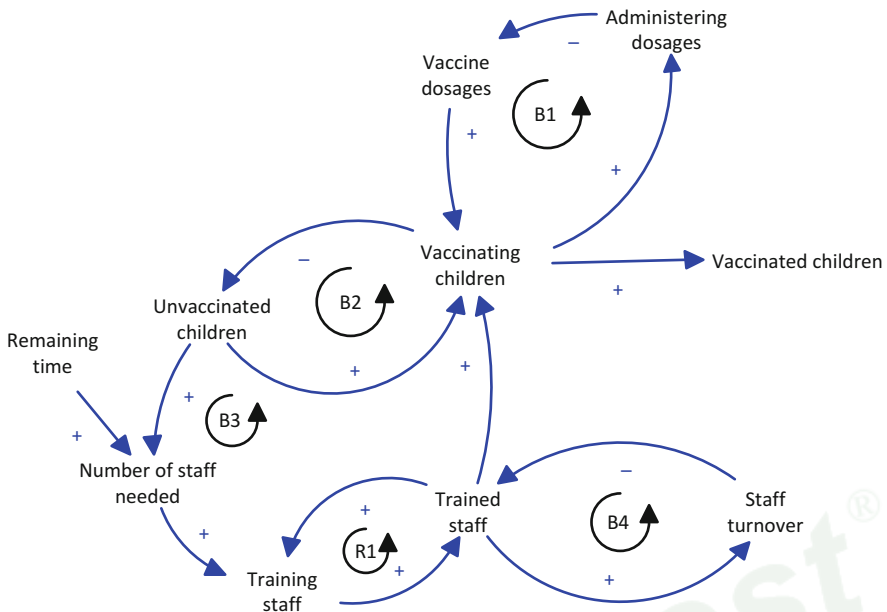 Administering
dosages
−
Vaccine
dosages
B1
+
+
Vaccinating
children
−
Vaccinated children
+
B2
Unvaccinated
children
Remaining
time
+
+
+
B3
+
Number of staff
needed
−
Trained
staff
Staff
turnover
+
+
B4
R1
+
+
Training
staff
est®